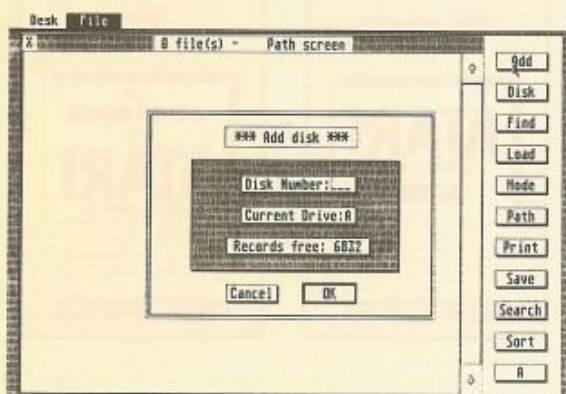 Desk File
X 0 file(s) - Path screen
Add
Disk
Find
Load
Mode
Path
Print
Save
Search
Sort
A
*** Add disk ***
Disk Number:___
Current Drive:A
Records free: 6832
Cancel OK